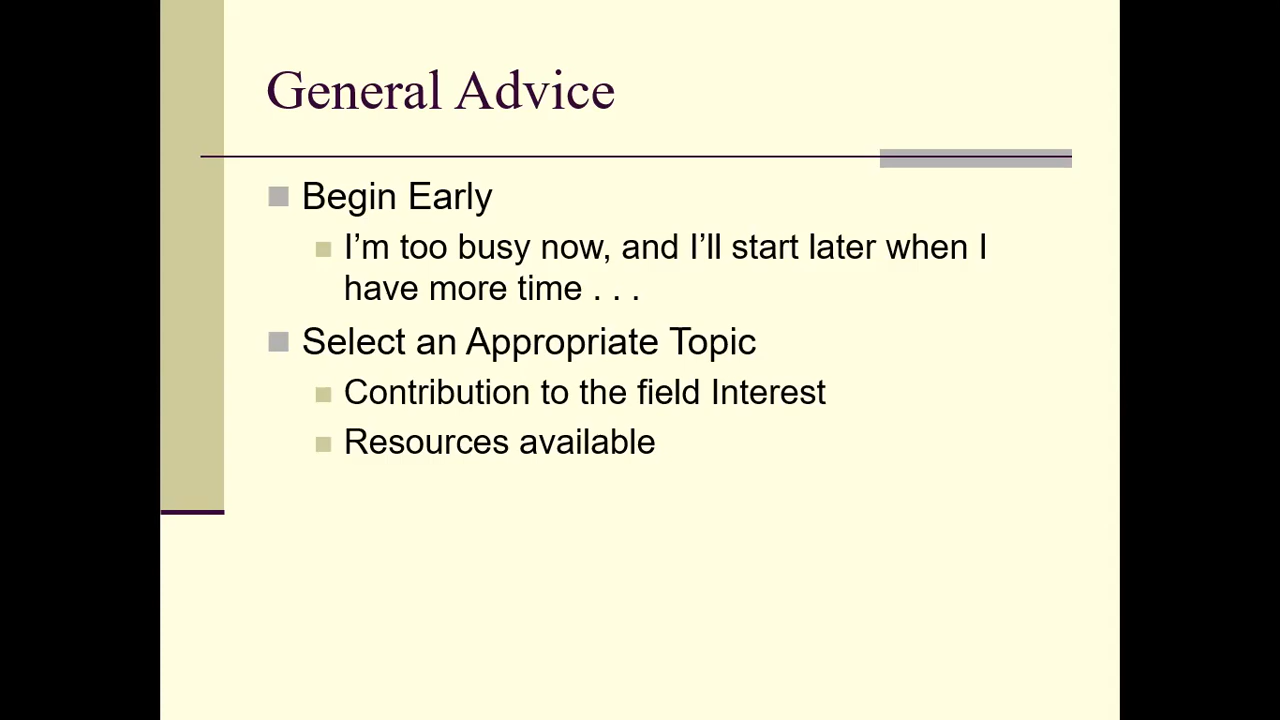 General Advice
Begin Early
I’m too busy now, and I’ll start later when I
have more time . . .
Select an Appropriate Topic
Contribution to the field Interest
Resources available